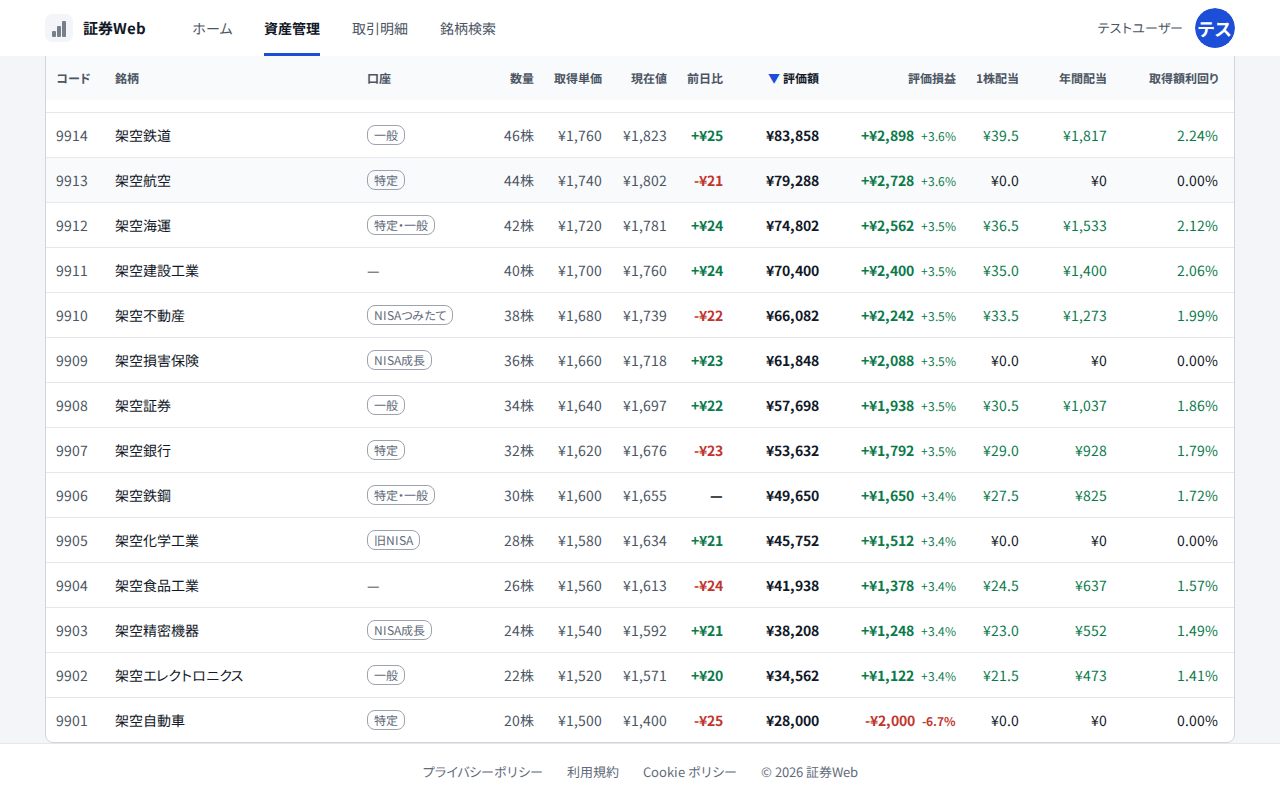 証券Web ホーム 資産管理 取引明細 銘柄検索 テストユーザー テス
コード 銘柄 口座 数量 取得単価 現在値 前日比 ▼評価額 評価損益 1株配当 年間配当 取得額利回り
9914 架空鉄道 一般 46株 ¥1,760 ¥1,823 +¥25 ¥83,858 +¥2,898 +3.6% ¥39.5 ¥1,817 2.24%
9913 架空航空 特定 44株 ¥1,740 ¥1,802 -¥21 ¥79,288 +¥2,728 +3.6% ¥0.0 ¥0 0.00%
9912 架空海運 特定・一般 42株 ¥1,720 ¥1,781 +¥24 ¥74,802 +¥2,562 +3.5% ¥36.5 ¥1,533 2.12%
9911 架空建設工業 — 40株 ¥1,700 ¥1,760 +¥24 ¥70,400 +¥2,400 +3.5% ¥35.0 ¥1,400 2.06%
9910 架空不動産 NISAつみたて 38株 ¥1,680 ¥1,739 -¥22 ¥66,082 +¥2,242 +3.5% ¥33.5 ¥1,273 1.99%
9909 架空損害保険 NISA成長 36株 ¥1,660 ¥1,718 +¥23 ¥61,848 +¥2,088 +3.5% ¥0.0 ¥0 0.00%
9908 架空証券 一般 34株 ¥1,640 ¥1,697 +¥22 ¥57,698 +¥1,938 +3.5% ¥30.5 ¥1,037 1.86%
9907 架空銀行 特定 32株 ¥1,620 ¥1,676 -¥23 ¥53,632 +¥1,792 +3.5% ¥29.0 ¥928 1.79%
9906 架空鉄鋼 特定・一般 30株 ¥1,600 ¥1,655 — ¥49,650 +¥1,650 +3.4% ¥27.5 ¥825 1.72%
9905 架空化学工業 旧NISA 28株 ¥1,580 ¥1,634 +¥21 ¥45,752 +¥1,512 +3.4% ¥0.0 ¥0 0.00%
9904 架空食品工業 — 26株 ¥1,560 ¥1,613 -¥24 ¥41,938 +¥1,378 +3.4% ¥24.5 ¥637 1.57%
9903 架空精密機器 NISA成長 24株 ¥1,540 ¥1,592 +¥21 ¥38,208 +¥1,248 +3.4% ¥23.0 ¥552 1.49%
9902 架空エレクトロニクス 一般 22株 ¥1,520 ¥1,571 +¥20 ¥34,562 +¥1,122 +3.4% ¥21.5 ¥473 1.41%
9901 架空自動車 特定 20株 ¥1,500 ¥1,400 -¥25 ¥28,000 -¥2,000 -6.7% ¥0.0 ¥0 0.00%
プライバシーポリシー 利用規約 Cookie ポリシー © 2026 証券Web